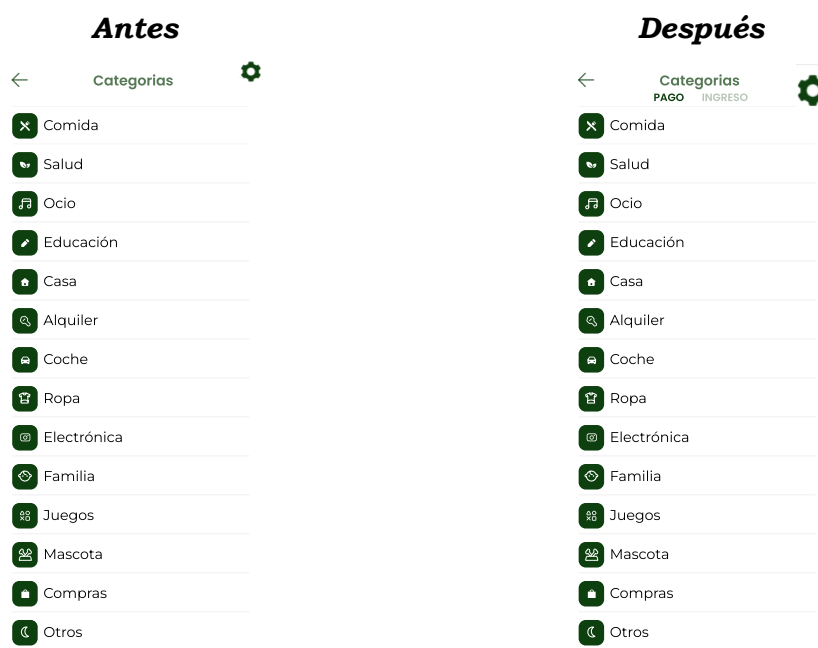 Antes
Categorias
Comida
Salud
Ocio
Educación
Casa
Alquiler
Coche
Ropa
Electrónica
Familia
Juegos
Mascota
Compras
Otros
Después
Categorias
PAGO INGRESO
Comida
Salud
Ocio
Educación
Casa
Alquiler
Coche
Ropa
Electrónica
Familia
Juegos
Mascota
Compras
Otros